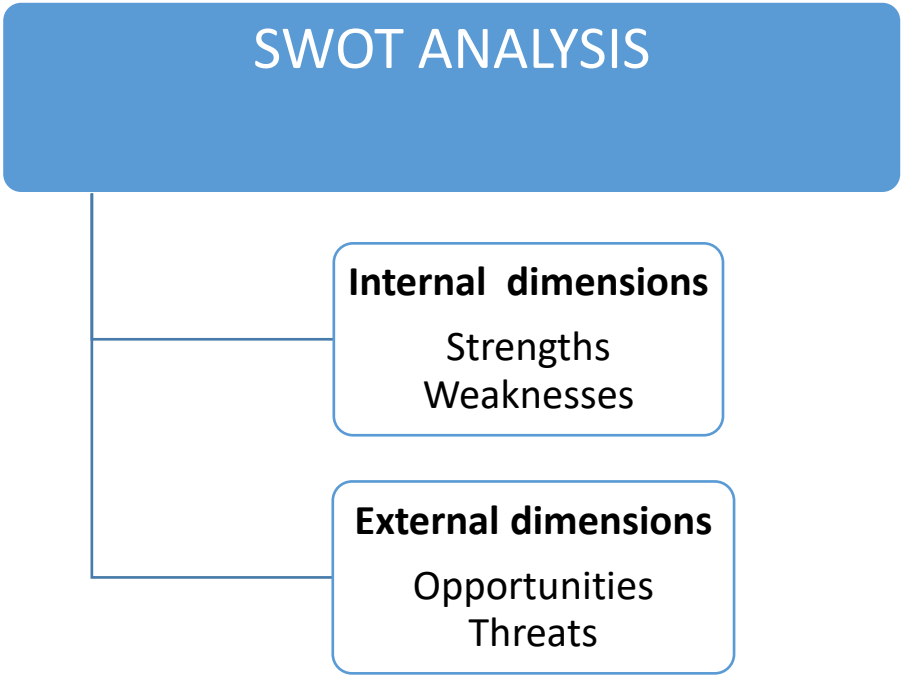 SWOT ANALYSIS
Internal  dimensions
Strengths
Weaknesses
External dimensions
Opportunities
Threats